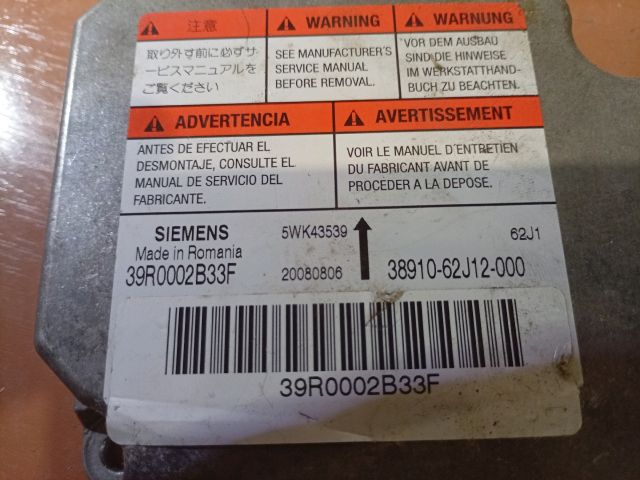 注意
取り外す前に必ずサ
ービスマニュアルを
ご覧ください
WARNING
SEE MANUFACTURER'S
SERVICE MANUAL
BEFORE REMOVAL.
WARNUNG
VOR DEM AUSBAU
SIND DIE HINWEISE
IM WERKSTATTHAND-
BUCH ZU BEACHTEN.
ADVERTENCIA
ANTES DE EFECTUAR EL
DESMONTAJE, CONSULTE EL
MANUAL DE SERVICIO DEL
FABRICANTE.
AVERTISSEMENT
VOIR LE MANUEL D'ENTRETIEN
DU FABRICANT AVANT DE
PROCÉDER A LA DEPOSE.
SIEMENS 5WK43539 62J1
Made in Romania
39R0002B33F 20080806 38910-62J12-000
39R0002B33F